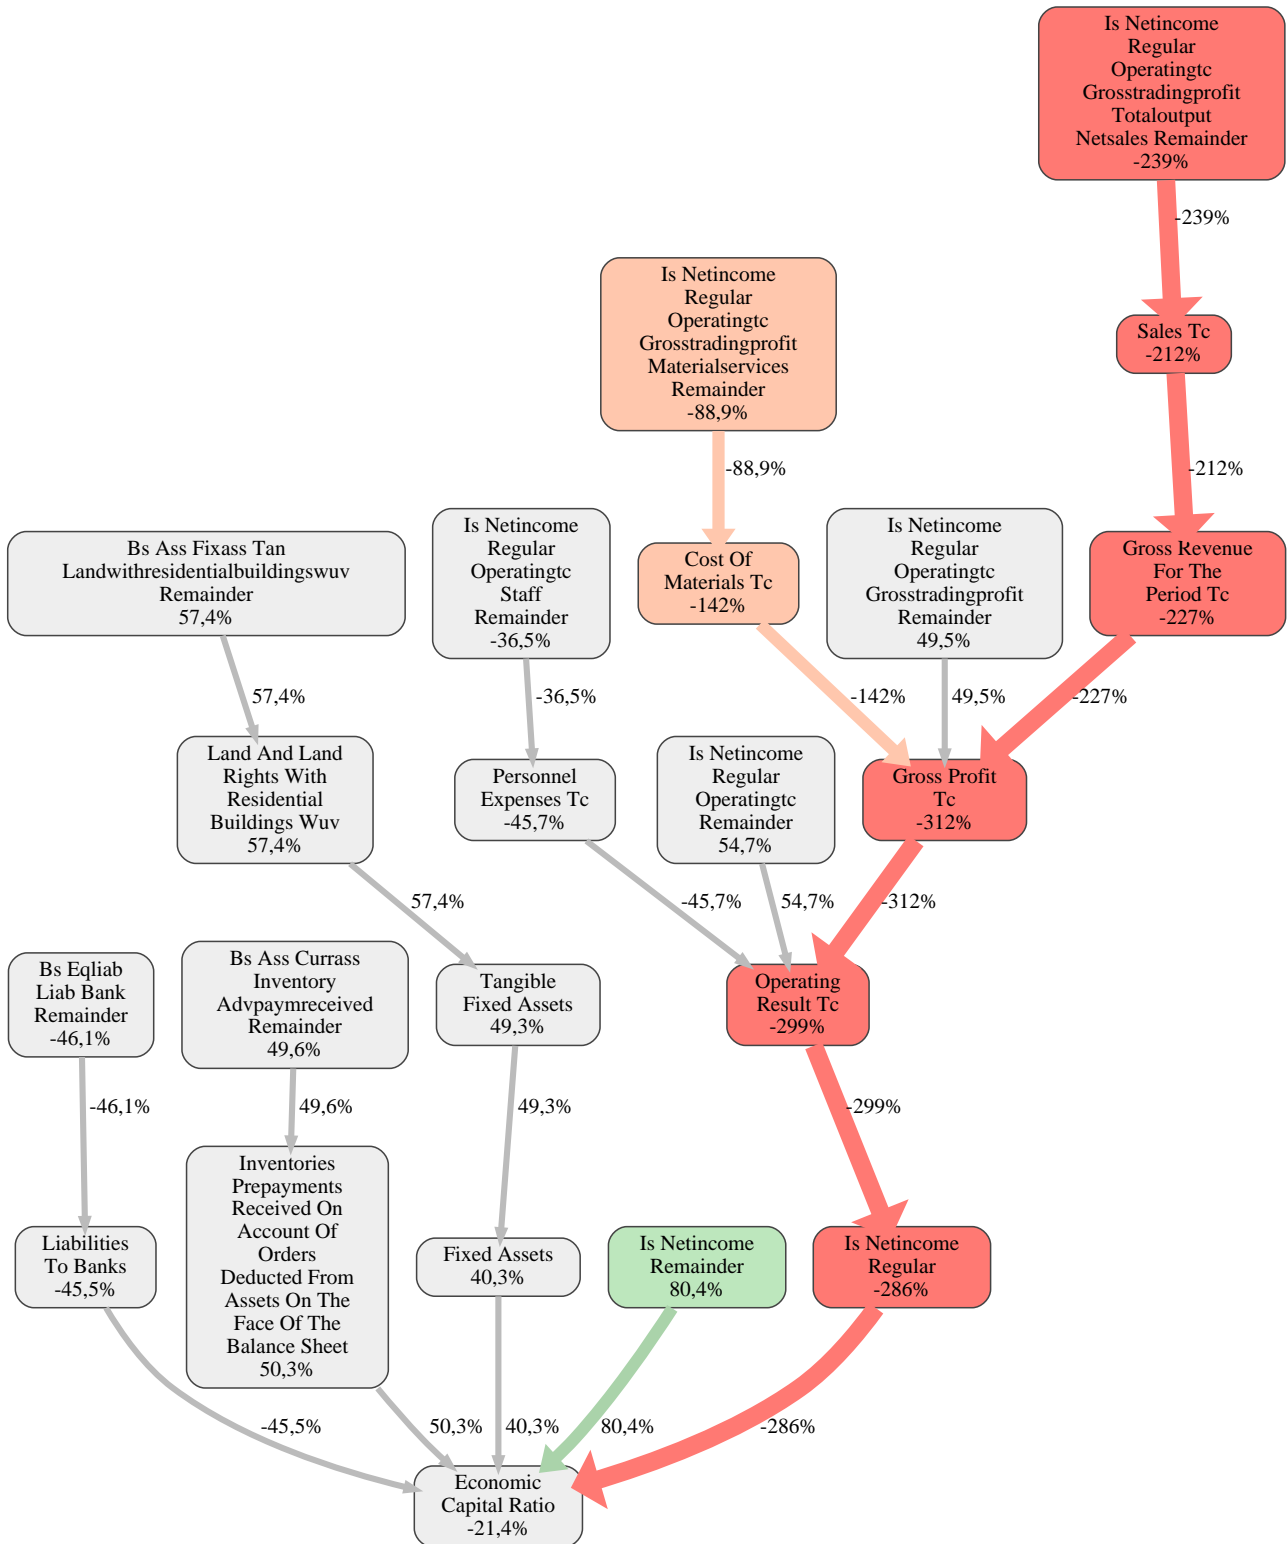 Is Netincome
Regular
Operatingtc
Grosstradingprofit
Totaloutput
Netsales Remainder
-239%
-239%
Is Netincome
Regular
Operatingtc
Grosstradingprofit
Materialservices
Remainder
-88,9%
Sales Tc
-212%
-88,9%
-212%
Bs Ass Fixass Tan
Landwithresidentialbuildingswuv
Remainder
57,4%
Is Netincome
Regular
Operatingtc
Staff
Remainder
-36,5%
Cost Of
Materials Tc
-142%
Is Netincome
Regular
Operatingtc
Grosstradingprofit
Remainder
49,5%
Gross Revenue
For The
Period Tc
-227%
57,4%
-36,5%
-142%
49,5%
-227%
Land And Land
Rights With
Residential
Buildings Wuv
57,4%
Personnel
Expenses Tc
-45,7%
Is Netincome
Regular
Operatingtc
Remainder
54,7%
Gross Profit
Tc
-312%
57,4%
-45,7%
54,7%
-312%
Bs Eqliab
Liab Bank
Remainder
-46,1%
Bs Ass Currass
Inventory
Advpaymreceived
Remainder
49,6%
Tangible
Fixed Assets
49,3%
Operating
Result Tc
-299%
-46,1%
49,6%
49,3%
-299%
Liabilities
To Banks
-45,5%
Inventories
Prepayments
Received On
Account Of
Orders
Deducted From
Assets On The
Face Of The
Balance Sheet
50,3%
Fixed Assets
40,3%
Is Netincome
Remainder
80,4%
Is Netincome
Regular
-286%
-45,5%
50,3%
40,3%
80,4%
-286%
Economic
Capital Ratio
-21,4%